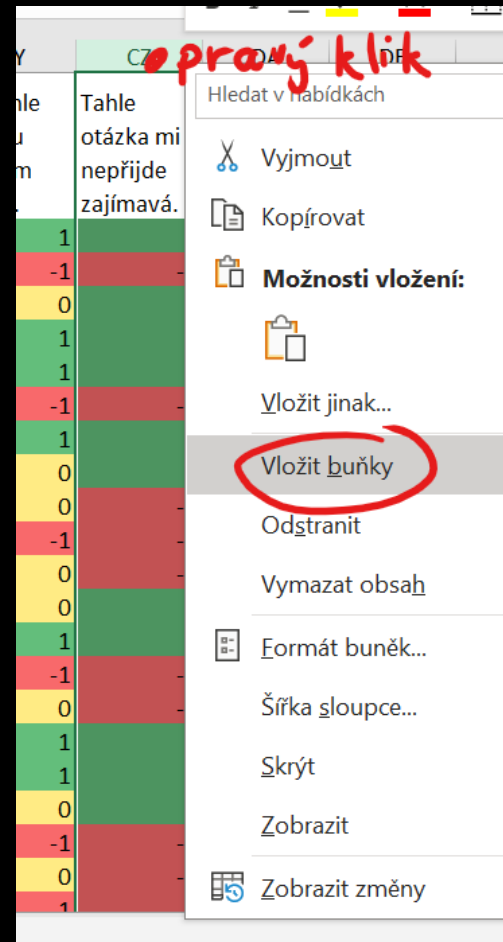 Y CZ DA DB
pravý klik
Hledat v nabídkách
Tahle
otázka mi
nepřijde
zajímavá.
Vyjmout
Kopírovat
Možnosti vložení:
Vložit jinak...
Vložit buňky
Odstranit
Vymazat obsah
Formát buněk...
Šířka sloupce...
Skrýt
Zobrazit
Zobrazit změny
1
-1
0
1
1
-1
1
0
0
-1
0
0
1
-1
0
1
1
0
-1
0
1